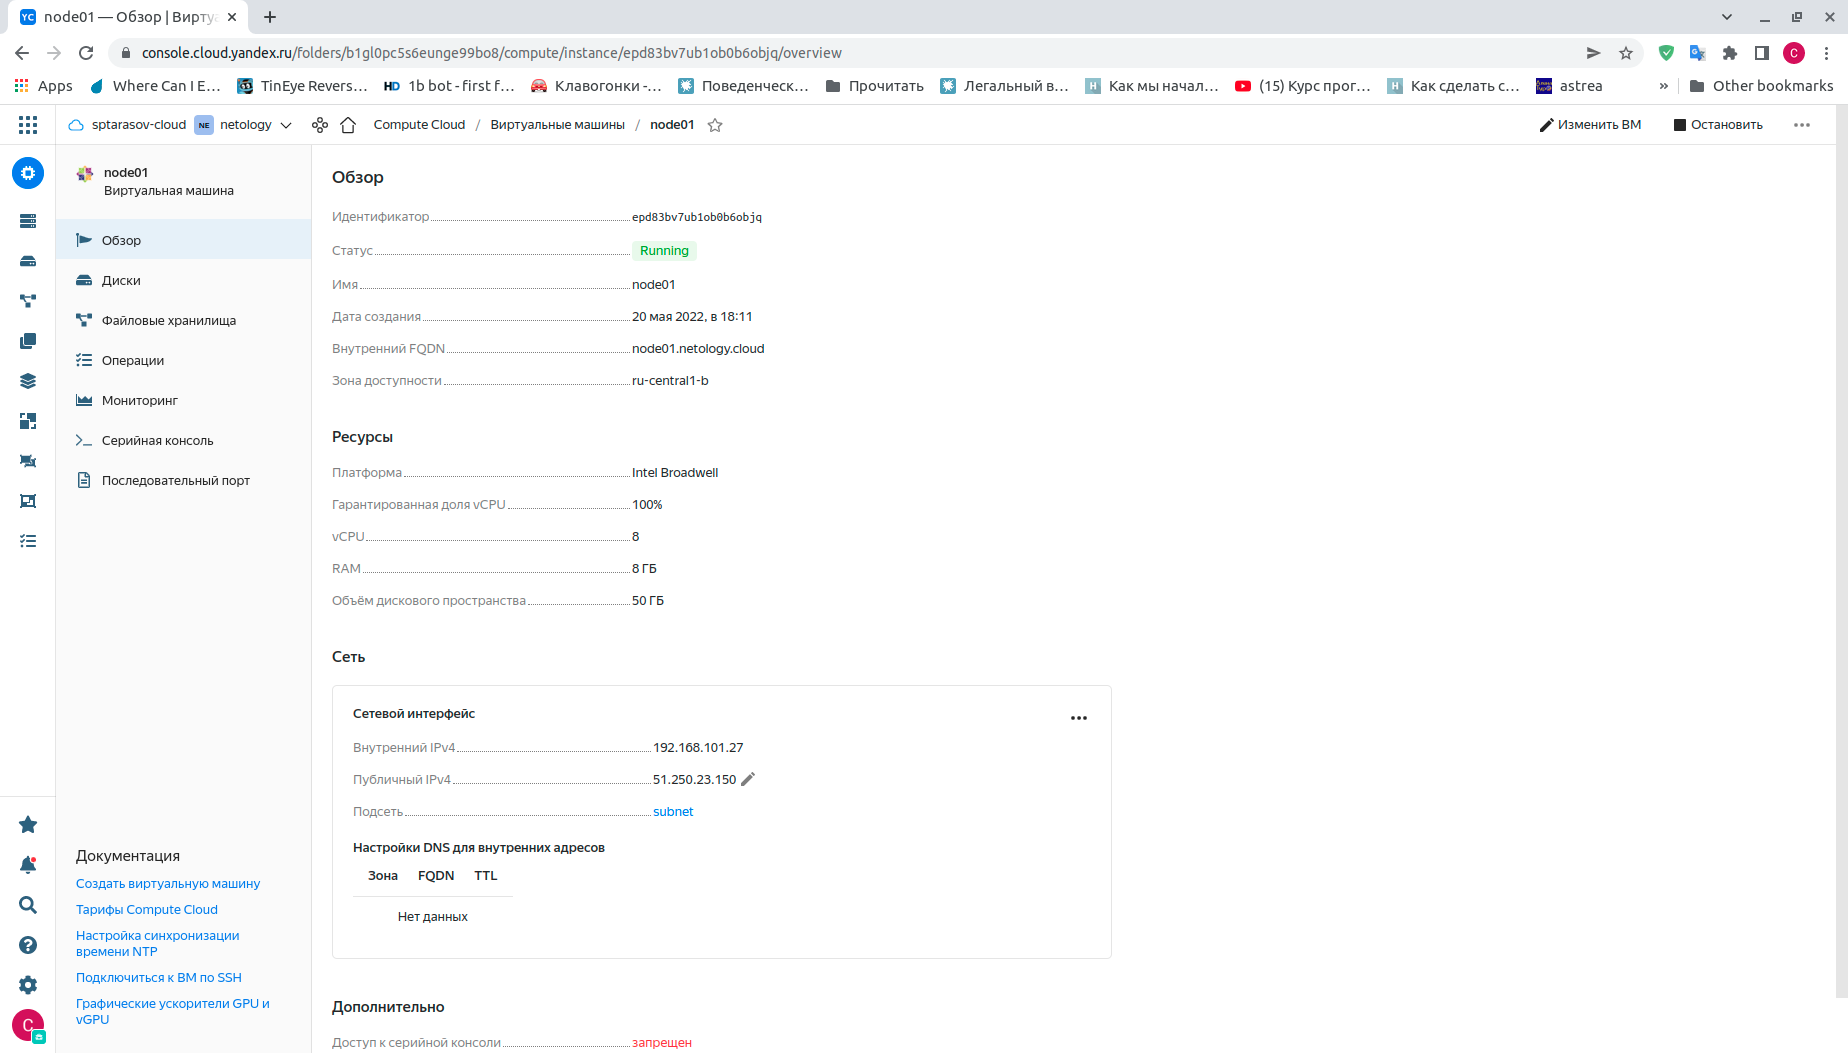 YC node01 — Обзор | Вирту
console.cloud.yandex.ru/folders/b1gl0pc5s6eunge99bo8/compute/instance/epd83bv7ub1ob0b6objq/overview
C
Apps Where Can I E… TinEye Revers… HD 1b bot - first f… Клавогонки -… Поведенческ… Прочитать Легальный в… H Как мы начал… (15) Курс прог… H Как сделать с… astrea » Other bookmarks
sptarasov-cloud NE netology Compute Cloud / Виртуальные машины / node01 Изменить ВМ Остановить
node01
Виртуальная машина
Обзор
Диски
Файловые хранилища
Операции
Мониторинг
Серийная консоль
Последовательный порт
Документация
Создать виртуальную машину
Тарифы Compute Cloud
Настройка синхронизации
времени NTP
Подключиться к ВМ по SSH
Графические ускорители GPU и
vGPU
C
Обзор
Идентификатор epd83bv7ub1ob0b6objq
Статус Running
Имя node01
Дата создания 20 мая 2022, в 18:11
Внутренний FQDN node01.netology.cloud
Зона доступности ru-central1-b
Ресурсы
Платформа Intel Broadwell
Гарантированная доля vCPU 100%
vCPU 8
RAM 8 ГБ
Объём дискового пространства 50 ГБ
Сеть
Сетевой интерфейс
Внутренний IPv4 192.168.101.27
Публичный IPv4 51.250.23.150
Подсеть subnet
Настройки DNS для внутренних адресов
Зона FQDN TTL
Нет данных
Дополнительно
Доступ к серийной консоли запрещен